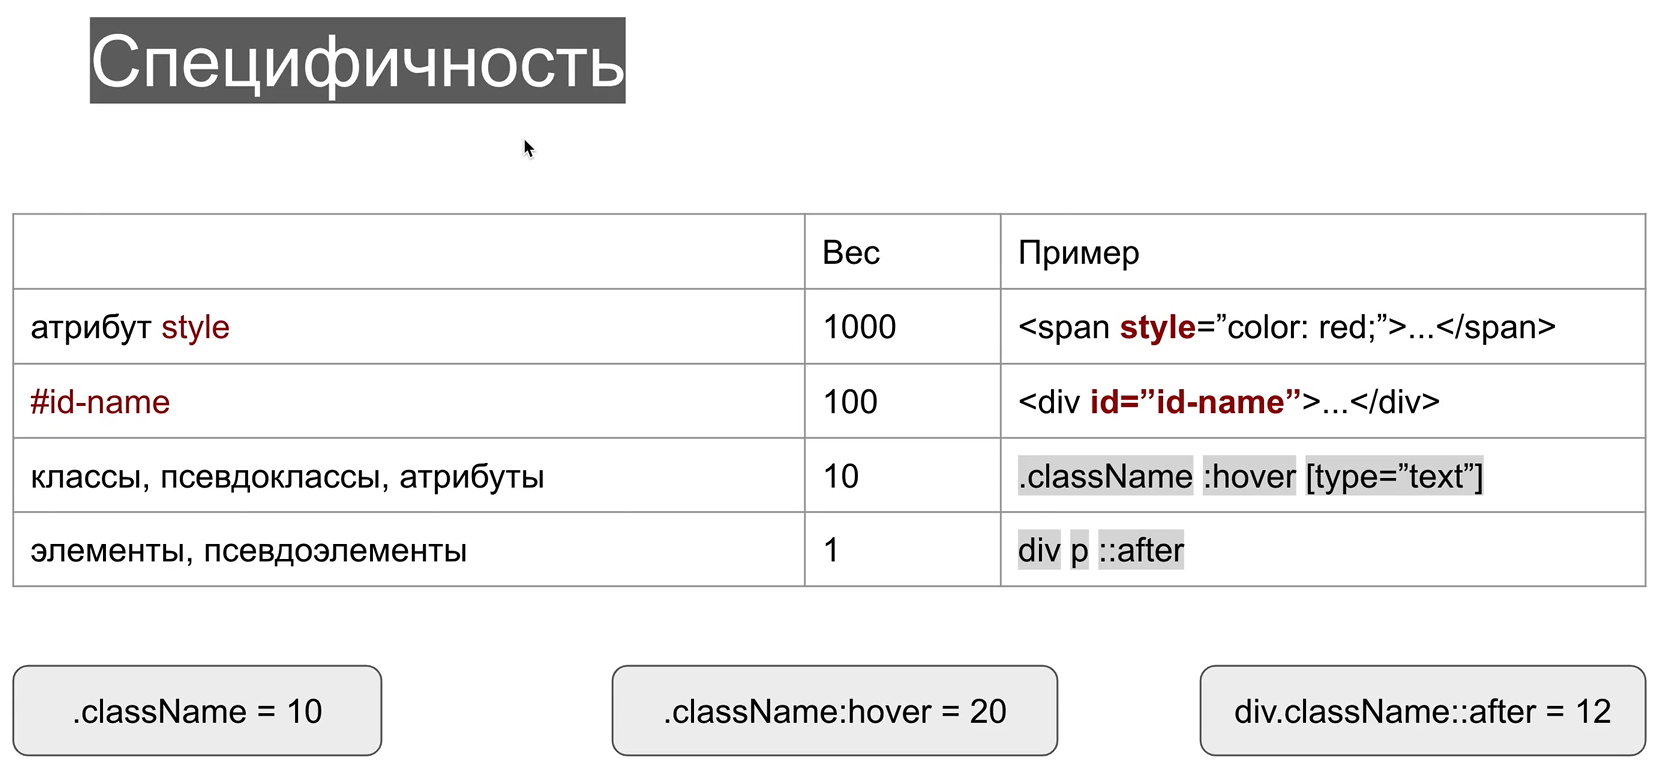 Специфичность
Вес Пример
атрибут style 1000 <span style=”color: red;”>...</span>
#id-name 100 <div id=”id-name”>...</div>
классы, псевдоклассы, атрибуты 10 .className :hover [type=”text”]
элементы, псевдоэлементы 1 div p ::after
.className = 10 .className:hover = 20 div.className::after = 12